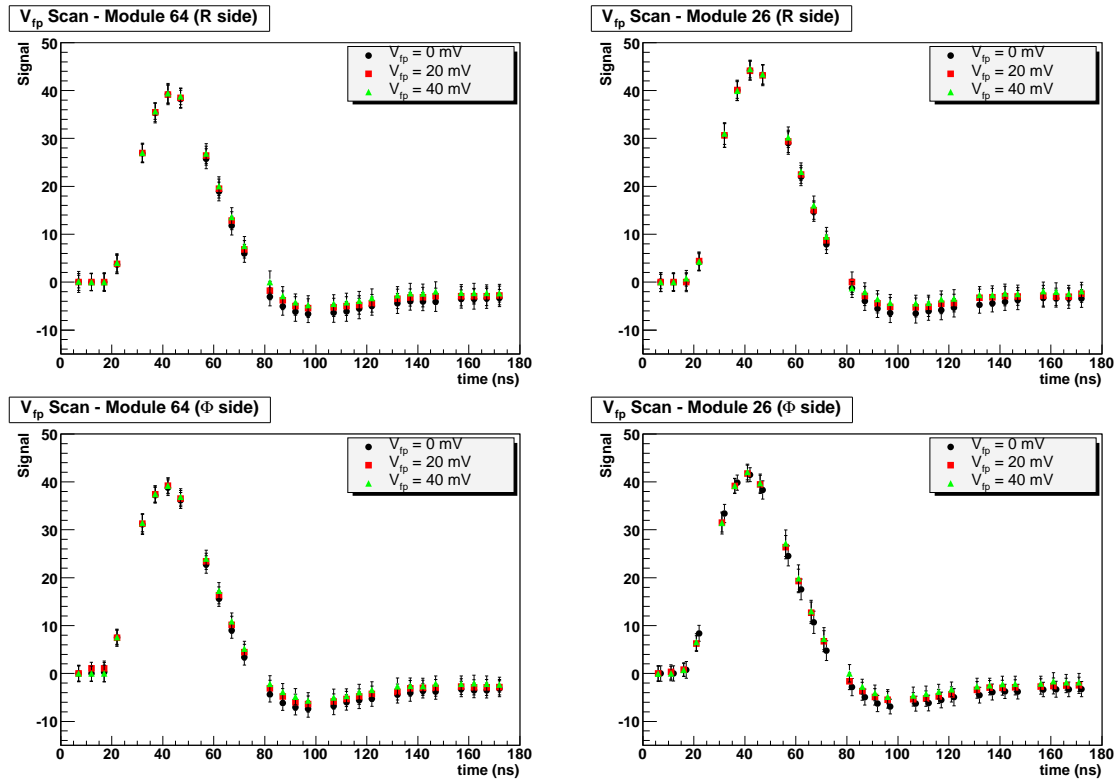 V_fp Scan - Module 64 (R side)
Signal
50
40
30
20
10
0
-10
V_fp = 0 mV
V_fp = 20 mV
V_fp = 40 mV
0 20 40 60 80 100 120 140 160 180
time (ns)
V_fp Scan - Module 26 (R side)
Signal
50
40
30
20
10
0
-10
V_fp = 0 mV
V_fp = 20 mV
V_fp = 40 mV
0 20 40 60 80 100 120 140 160 180
time (ns)
V_fp Scan - Module 64 (Φ side)
Signal
50
40
30
20
10
0
-10
V_fp = 0 mV
V_fp = 20 mV
V_fp = 40 mV
0 20 40 60 80 100 120 140 160 180
time (ns)
V_fp Scan - Module 26 (Φ side)
Signal
50
40
30
20
10
0
-10
V_fp = 0 mV
V_fp = 20 mV
V_fp = 40 mV
0 20 40 60 80 100 120 140 160 180
time (ns)